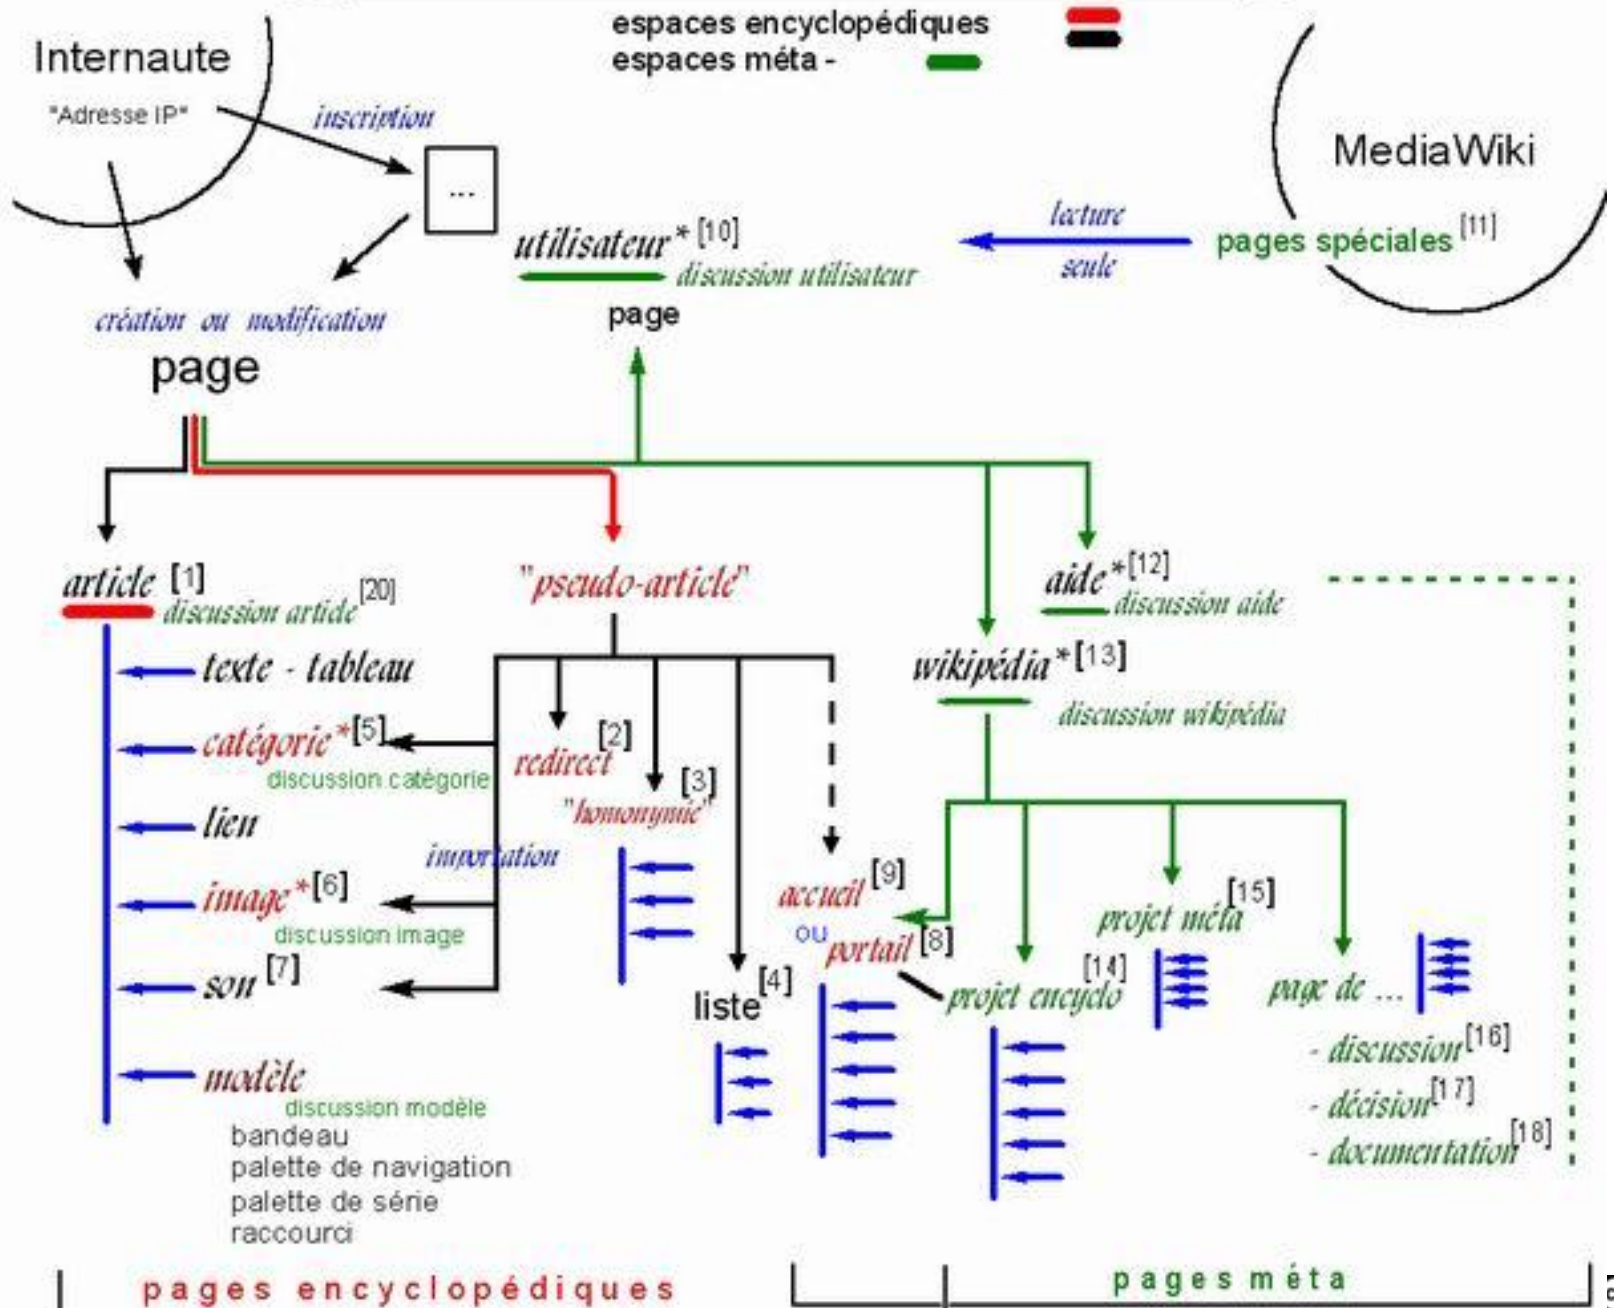 espaces encyclopédiques
espaces méta -
Internaute
"Adresse IP"
inscription
...
MediaWiki
utilisateur* [10]
discussion utilisateur
page
lecture
seule
pages spéciales [11]
création ou modification
page
article [1]
discussion article [20]
"pseudo-article"
aide* [12]
discussion aide
wikipédia* [13]
discussion wikipédia
texte - tableau
catégorie* [5]
discussion catégorie
redirect [2]
"homonymie" [3]
lien
importation
image* [6]
discussion image
accueil [9]
ou
portail [8]
projet méta [15]
son [7]
liste [4]
projet encyclo [14]
page de ...
- discussion [16]
- décision [17]
- documentation [18]
modèle
discussion modèle
bandeau
palette de navigation
palette de série
raccourci
pages encyclopédiques
pages méta